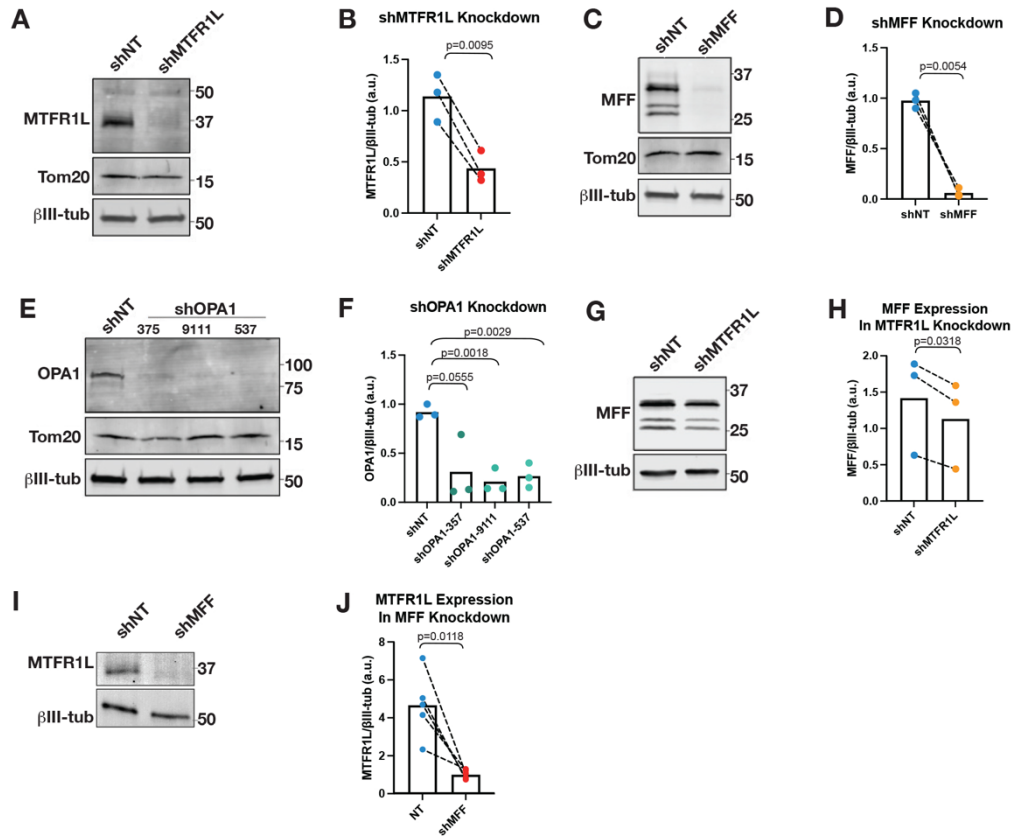 A
shNT
shMTFR1L
MTFR1L
50
37
Tom20
15
βIII-tub
50
B
shMTFR1L Knockdown
p=0.0095
MTFR1L/βIII-tub (a.u.)
1.5
1.0
0.5
0.0
shNT
shMTFR1L
C
shNT
shMFF
MFF
37
25
Tom20
15
βIII-tub
50
D
shMFF Knockdown
p=0.0054
MFF/βIII-tub (a.u.)
1.5
1.0
0.5
0.0
shNT
shMFF
E
shNT
shOPA1
375 9111 537
OPA1
100
75
Tom20
15
βIII-tub
50
F
shOPA1 Knockdown
p=0.0029
p=0.0018
p=0.0555
OPA1/βIII-tub (a.u.)
2.0
1.5
1.0
0.5
0.0
shNT
shOPA1-357
shOPA1-9111
shOPA1-537
G
shNT
shMTFR1L
MFF
37
25
βIII-tub
50
H
MFF Expression
In MTFR1L Knockdown
p=0.0318
MFF/βIII-tub (a.u.)
2.0
1.5
1.0
0.5
0.0
shNT
shMTFR1L
I
shNT
shMFF
MTFR1L
37
βIII-tub
50
J
MTFR1L Expression
In MFF Knockdown
p=0.0118
MTFR1L/βIII-tub (a.u.)
8
6
4
2
0
NT
shMFF